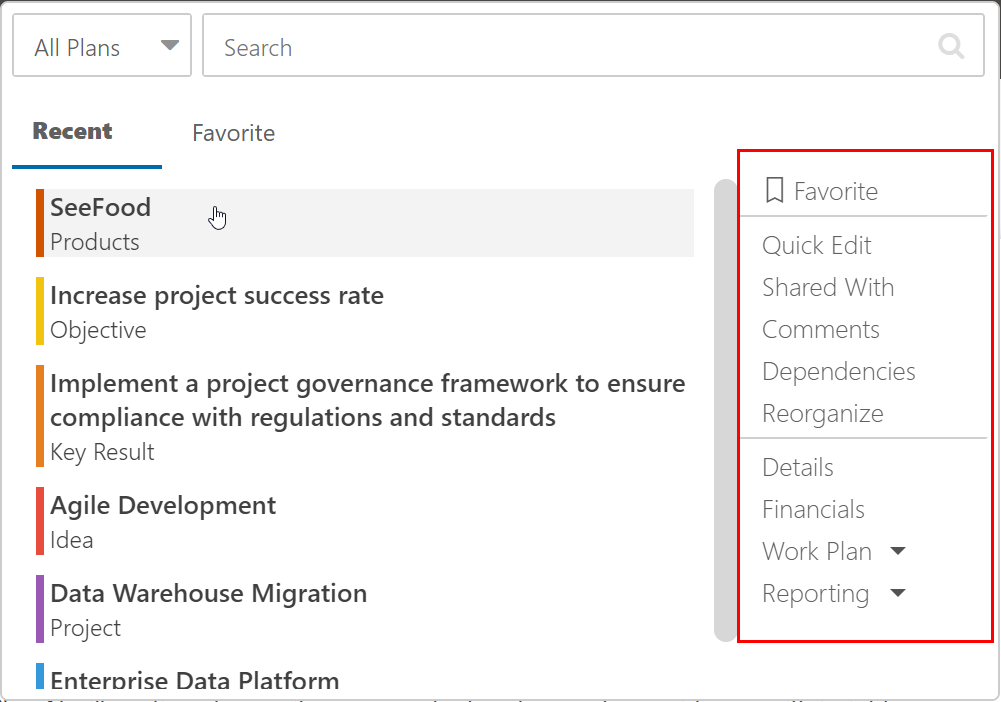 All Plans
Search
Recent
Favorite
SeeFood
Products
Increase project success rate
Objective
Implement a project governance framework to ensure
compliance with regulations and standards
Key Result
Agile Development
Idea
Data Warehouse Migration
Project
Enterprise Data Platform
Favorite
Quick Edit
Shared With
Comments
Dependencies
Reorganize
Details
Financials
Work Plan
Reporting